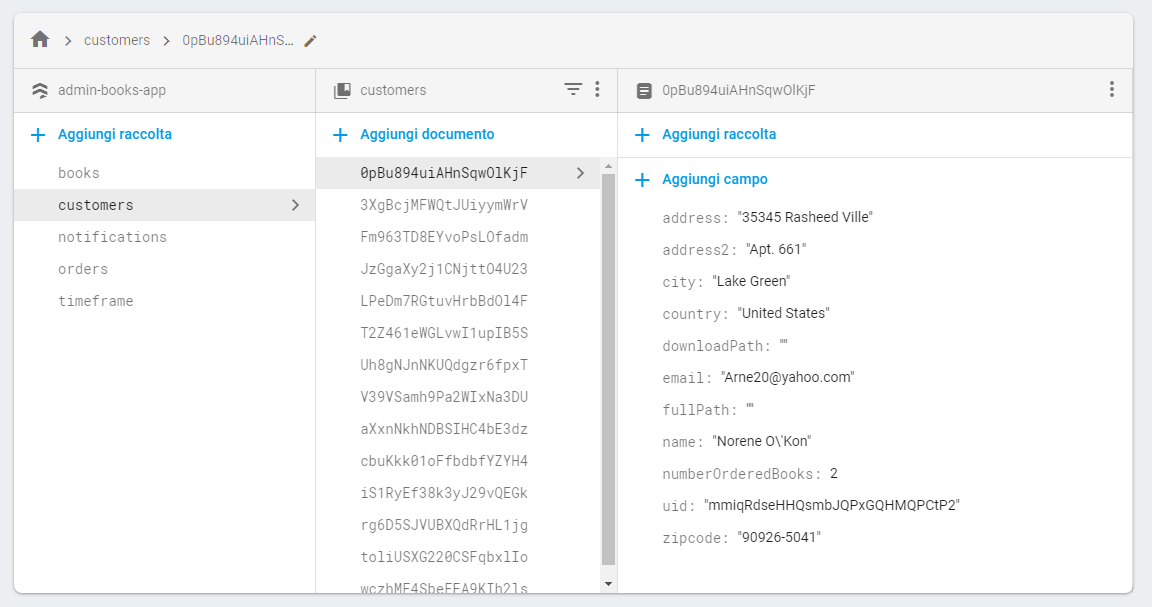 customers
0pBu894uiAHnS...
admin-books-app
Aggiungi raccolta
books
customers
notifications
orders
timeframe
customers
Aggiungi documento
0pBu894uiAHnSqwOlKjF
3XgBcjMFWQtJUiyymWrV
Fm963TD8EYvoPsLOfadm
JzGgaXy2j1CNjttO4U23
LPeDm7RGtuvHrbBdOl4F
T2Z461eWGLvwI1upIB5S
Uh8gNJnNKUQdgzr6fpxT
V39VSamh9Pa2WIxNa3DU
aXxnNkhNDBSIHC4bE3dz
cbuKkk01oFfbdbfYZYH4
iS1RyEf38k3yJ29vQEGk
rg6D5SJVUBXQdRrHL1jg
toliUSXG220CSFqbxlIo
0pBu894uiAHnSqwOlKjF
Aggiungi raccolta
Aggiungi campo
address: "35345 Rasheed Ville"
address2: "Apt. 661"
city: "Lake Green"
country: "United States"
downloadPath: ""
email: "Arne20@yahoo.com"
fullPath: ""
name: "Norene O\'Kon"
numberOrderedBooks: 2
uid: "mmiqRdseHHQsmbJQPxGQHMQPCtP2"
zipcode: "90926-5041"